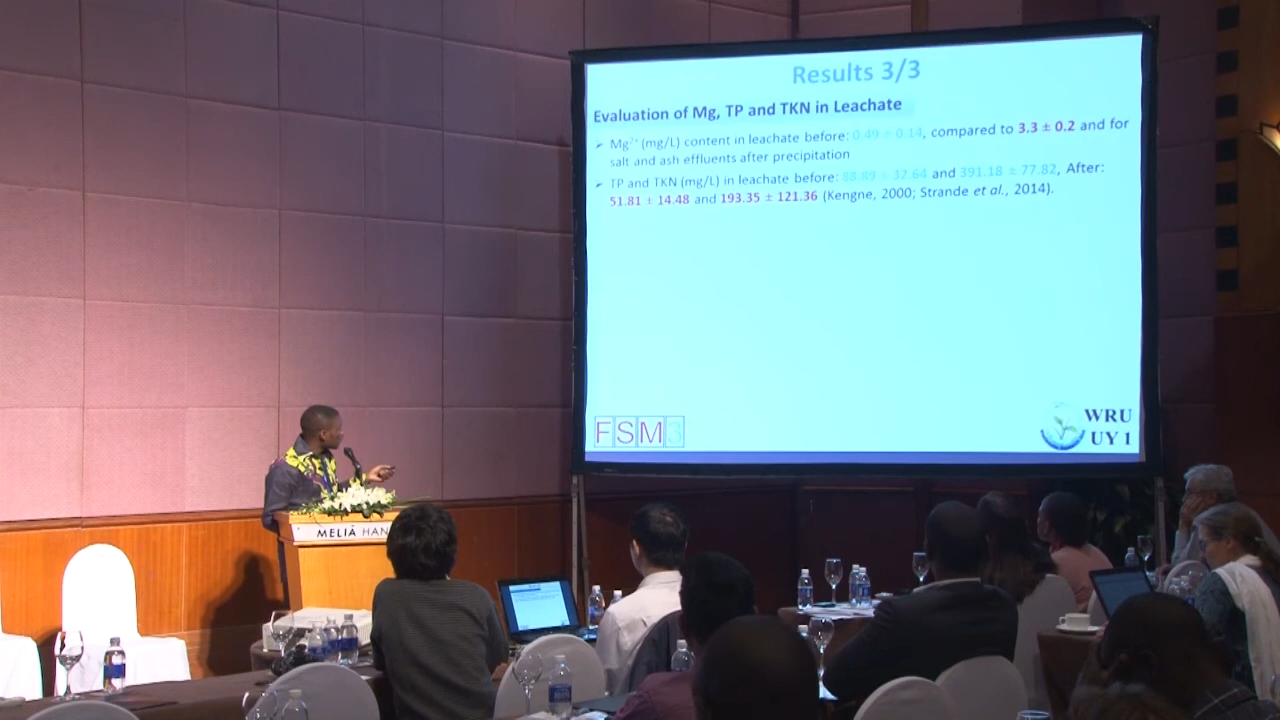 Results 3/3
Evaluation of Mg, TP and TKN in Leachate
➢ Mg²⁺ (mg/L) content in leachate before: 0.49 ± 0.14, compared to 3.3 ± 0.2 and for
salt and ash effluents after precipitation
➢ TP and TKN (mg/L) in leachate before: 88.89 ± 32.64 and 391.18 ± 77.82, After:
51.81 ± 14.48 and 193.35 ± 121.36 (Kengne, 2000; Strande et al., 2014).
FSM3
WRU
UY 1
MELIÃ HAN